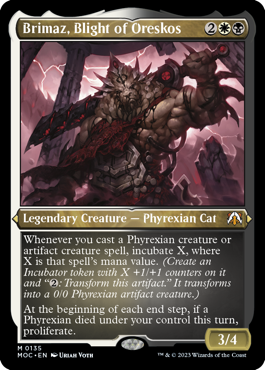 Brimaz, Blight of Oreskos 2
Legendary Creature — Phyrexian Cat
Whenever you cast a Phyrexian creature or
artifact creature spell, incubate X, where
X is that spell's mana value. (Create an
Incubator token with X +1/+1 counters on it
and "2: Transform this artifact." It transforms
into a 0/0 Phyrexian artifact creature.)
At the beginning of each end step, if a
Phyrexian died under your control this turn,
proliferate.
3/4
M 0135
MOC • EN Uriah Voth
™ & © 2023 Wizards of the Coast